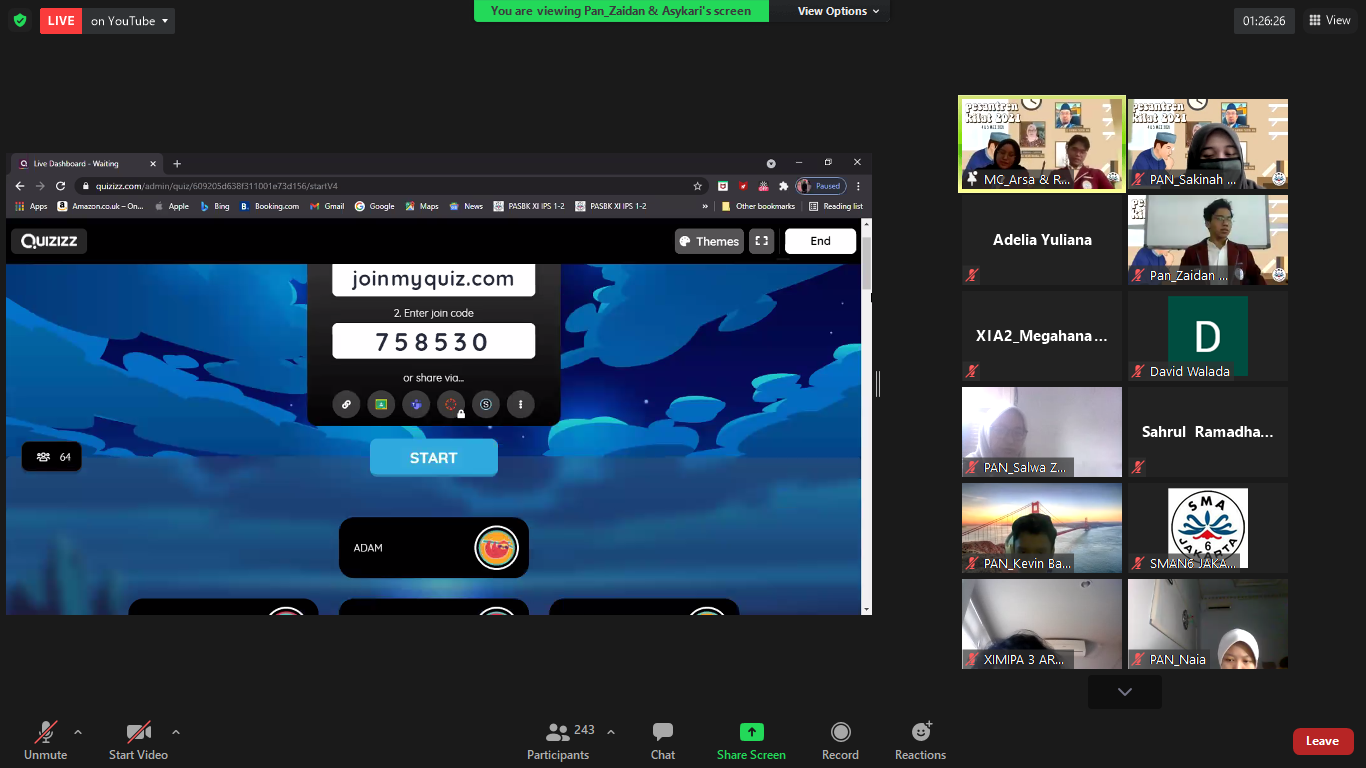 LIVE on YouTube
You are viewing Pan_Zaidan & Asykari's screen
View Options
01:26:26
View
Live Dashboard - Waiting
quizizz.com/admin/quiz/609205d638f311001e73d156/startV4
Paused
Apps
Amazon.co.uk – On...
Apple
Bing
Booking.com
Gmail
Google
Maps
News
PASBK XI IPS 1-2
PASBK XI IPS 1-2
»
Other bookmarks
Reading list
Quizizz
Themes
End
joinmyquiz.com
2. Enter join code
758530
or share via...
START
64
ADAM
pesantren
kilat 2021
MC_Arsa & R...
pesantren
kilat 2021
PAN_Sakinah ...
Adelia Yuliana
Pan_Zaidan ...
XIA2_Megahana...
D
David Walada
PAN_Salwa Z...
Sahrul Ramadha...
PAN_Kevin Ba...
SMA
JAKARTA
6
SMAN6 JAKA...
XIMIPA 3 AR...
PAN_Naia
Unmute
Start Video
Participants
243
Chat
Share Screen
Record
Reactions
Leave